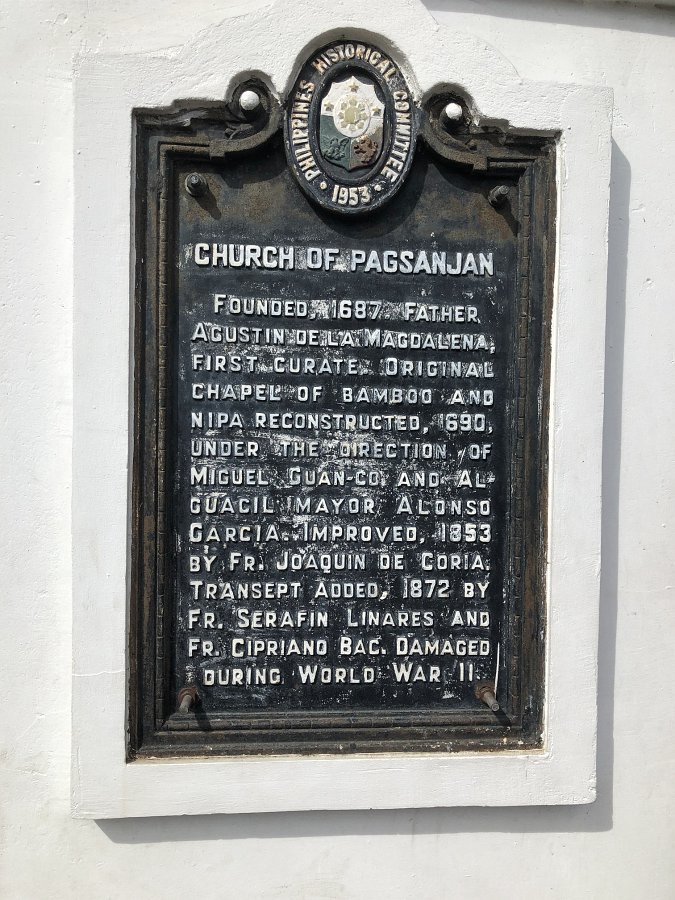 PHILIPPINES HISTORICAL COMMITTEE
• 1953 •
CHURCH OF PAGSANJAN
FOUNDED, 1687. FATHER
AGUSTIN DE LA MAGDALENA,
FIRST CURATE. ORIGINAL
CHAPEL OF BAMBOO AND
NIPA RECONSTRUCTED, 1690,
UNDER THE DIRECTION OF
MIGUEL GUAN-CO AND AL-
GUACIL MAYOR ALONSO
GARCIA. IMPROVED, 1853
BY FR. JOAQUIN DE CORIA.
TRANSEPT ADDED, 1872 BY
FR. SERAFIN LINARES AND
FR. CIPRIANO BAC. DAMAGED
DURING WORLD WAR II.